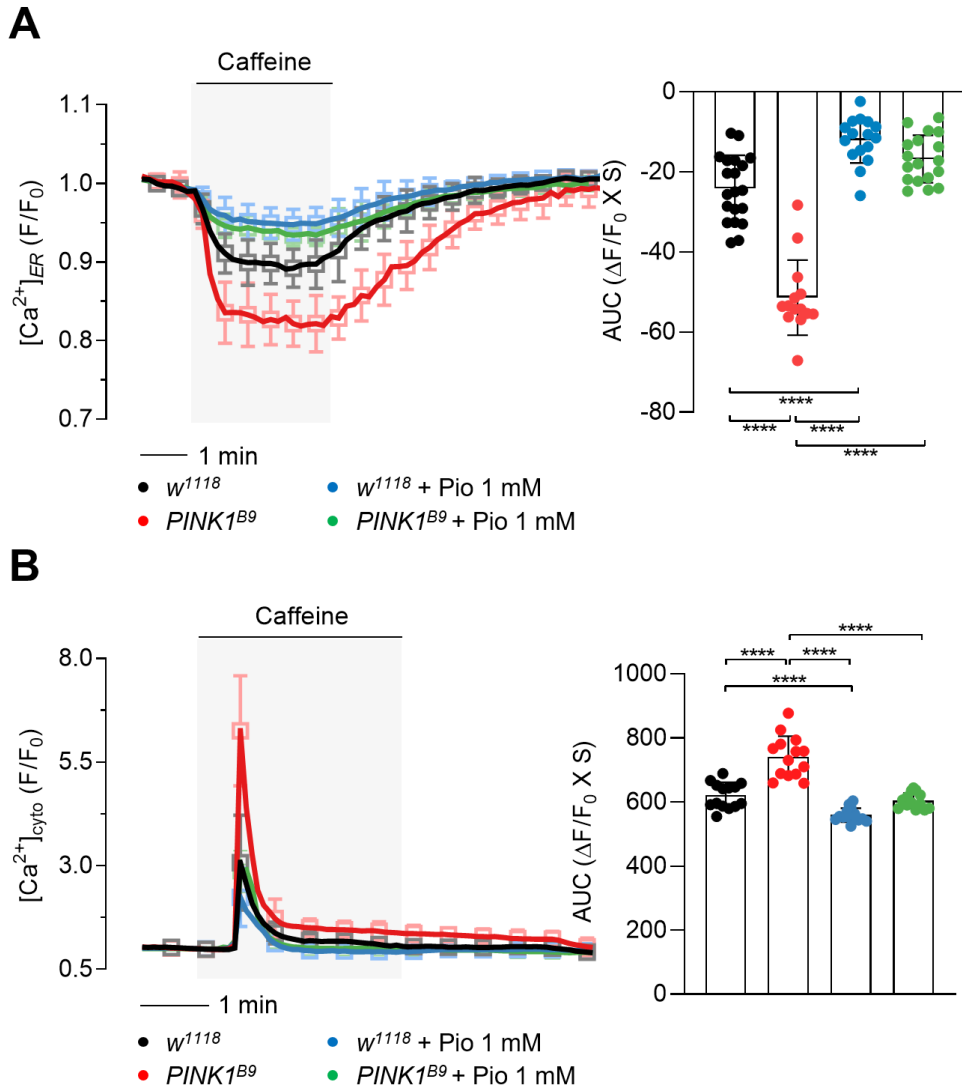 A
Caffeine
1.1
1.0
0.9
0.8
0.7
[Ca²⁺]ER (F/F₀)
1 min
w¹¹¹⁸
PINK1ᴮ⁹
w¹¹¹⁸ + Pio 1 mM
PINK1ᴮ⁹ + Pio 1 mM
0
-20
-40
-60
-80
AUC (ΔF/F₀ X S)
****
**** ****
****
B
Caffeine
8.0
5.5
3.0
0.5
[Ca²⁺]cyto (F/F₀)
1 min
w¹¹¹⁸
PINK1ᴮ⁹
w¹¹¹⁸ + Pio 1 mM
PINK1ᴮ⁹ + Pio 1 mM
****
**** ****
****
1000
800
600
400
200
0
AUC (ΔF/F₀ X S)